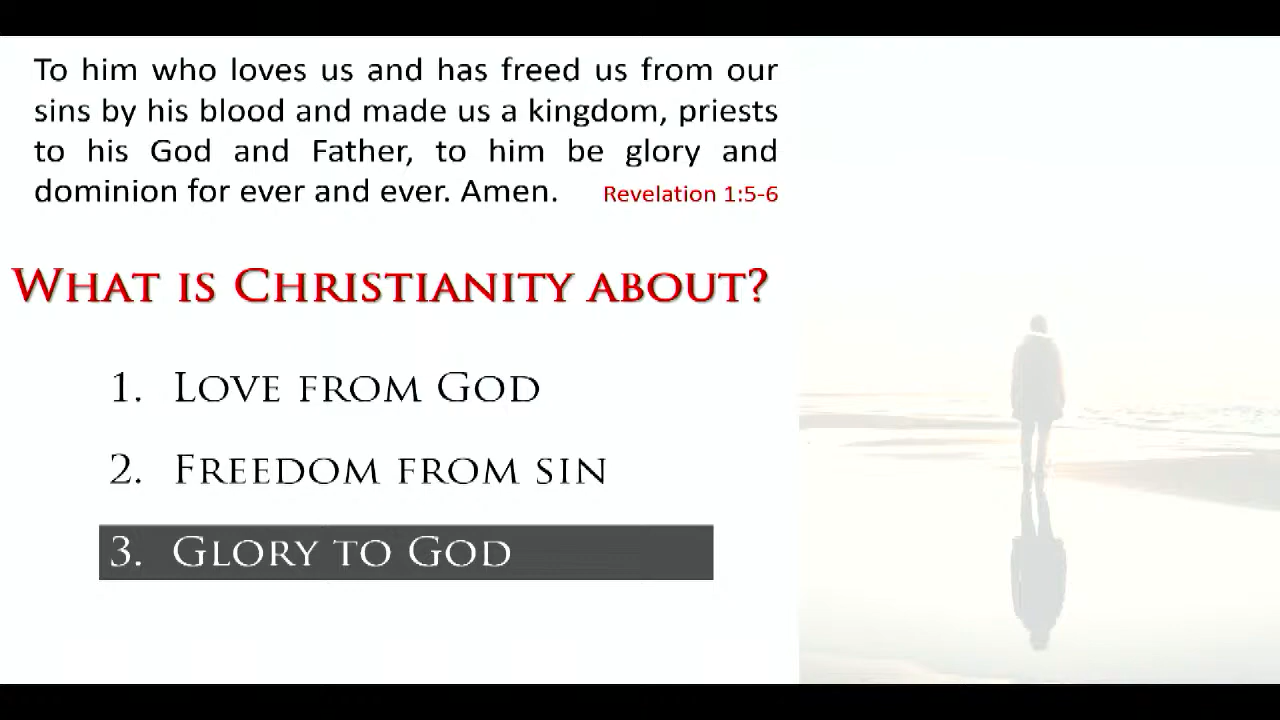 To him who loves us and has freed us from our
sins by his blood and made us a kingdom, priests
to his God and Father, to him be glory and
dominion for ever and ever. Amen. Revelation 1:5-6
What is Christianity about?
1. Love from God
2. Freedom from sin
3. Glory to God